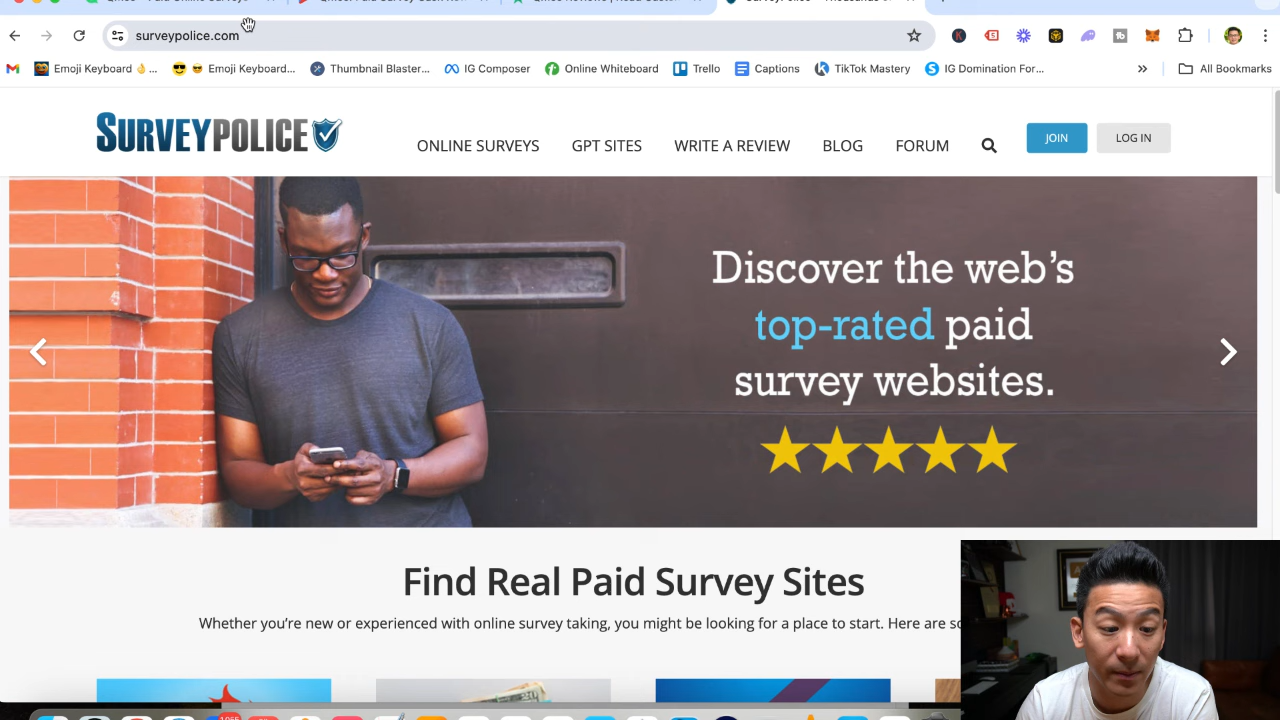 surveypolice.com
Emoji Keyboard 👌 ...
😎 Emoji Keyboard...
Thumbnail Blaster...
IG Composer
Online Whiteboard
Trello
Captions
TikTok Mastery
IG Domination For...
»
All Bookmarks
SURVEYPOLICE
ONLINE SURVEYS
GPT SITES
WRITE A REVIEW
BLOG
FORUM
JOIN
LOG IN
Discover the web's
top-rated paid
survey websites.
Find Real Paid Survey Sites
Whether you're new or experienced with online survey taking, you might be looking for a place to start. Here are